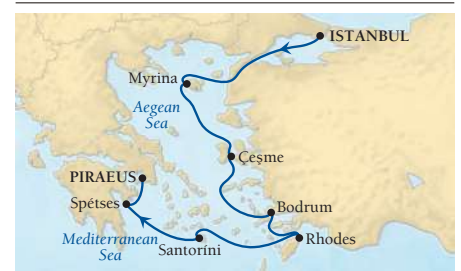 ISTANBUL
Myrina
Aegean
Sea
Çeşme
PIRAEUS
Spétses
Bodrum
Mediterranean
Sea
Santorini
Rhodes